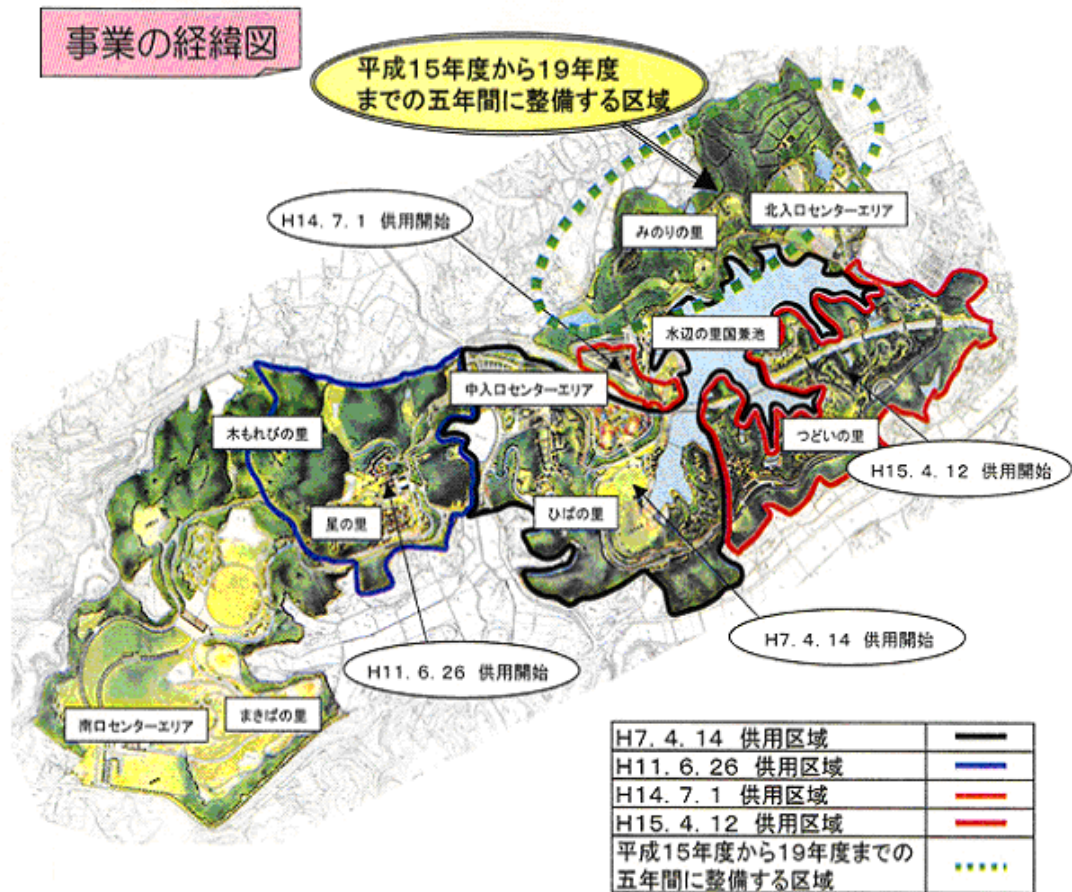 事業の経緯図
平成15年度から19年度
までの五年間に整備する区域
H14. 7. 1 供用開始
北入口センターエリア
みのりの里
水辺の里国兼池
中入口センターエリア
木もれびの里
つどいの里
H15. 4. 12 供用開始
星の里
ひばの里
H7. 4. 14 供用開始
H11. 6. 26 供用開始
南口センターエリア
まきばの里
H7. 4. 14 供用区域
H11. 6. 26 供用区域
H14. 7. 1 供用区域
H15. 4. 12 供用区域
平成15年度から19年度までの
五年間に整備する区域